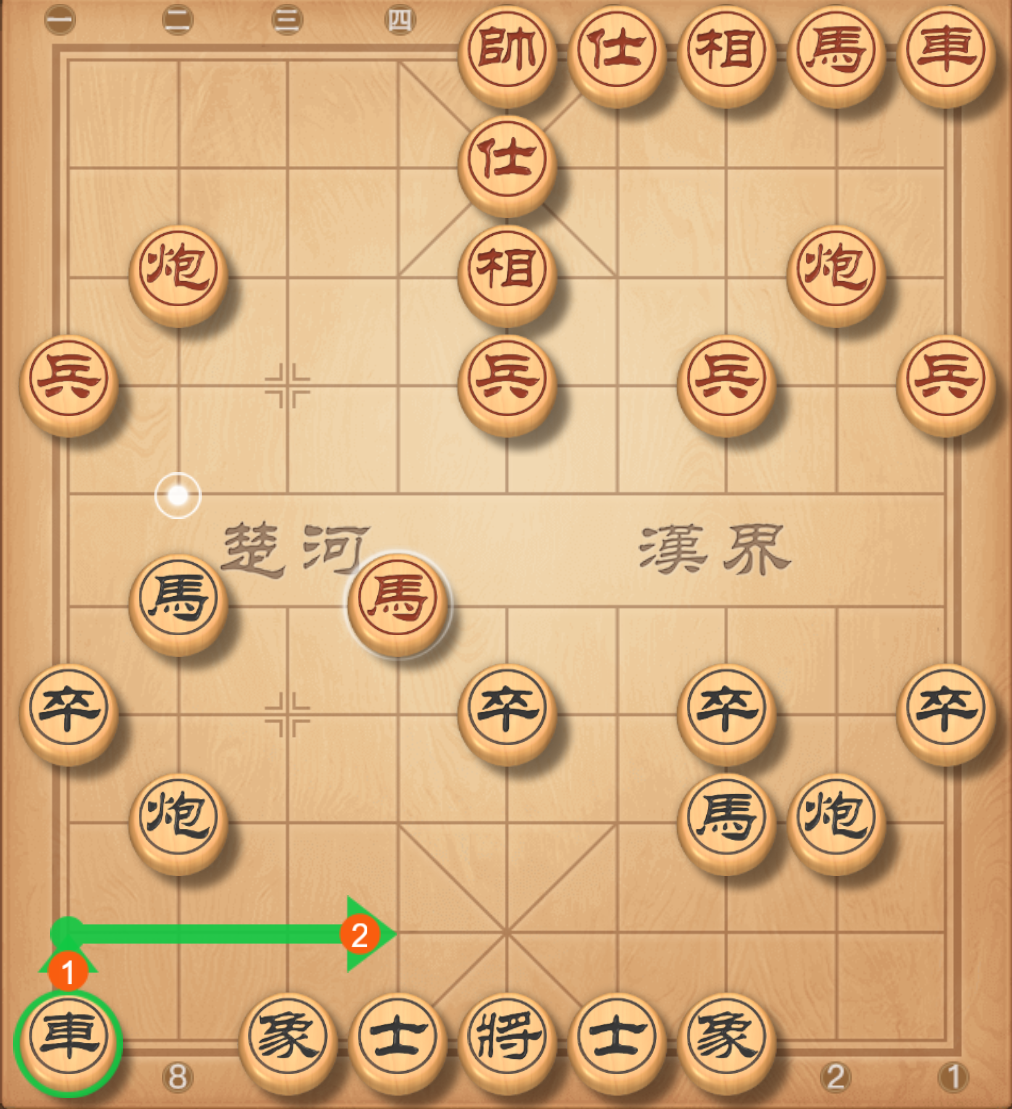 一 二 三 四 帥 仕 相 馬 車
仕
炮 相 炮
兵 兵 兵 兵
楚河 漢界
馬 馬
卒 卒 卒 卒
炮 馬 炮
2
1
車 象 士 將 士 象
8 2 1